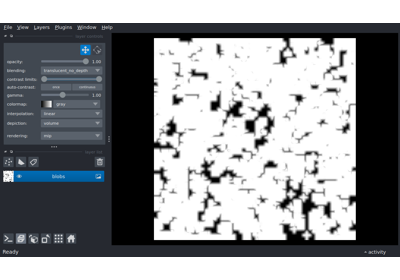 File View Layers Plugins Window Help
opacity: 1.00
blending: translucent_no_depth
contrast limits:
auto-contrast: once continuous
gamma: 1.00
colormap: gray
interpolation: linear
depiction: volume
rendering: mip
blobs
Ready
activity